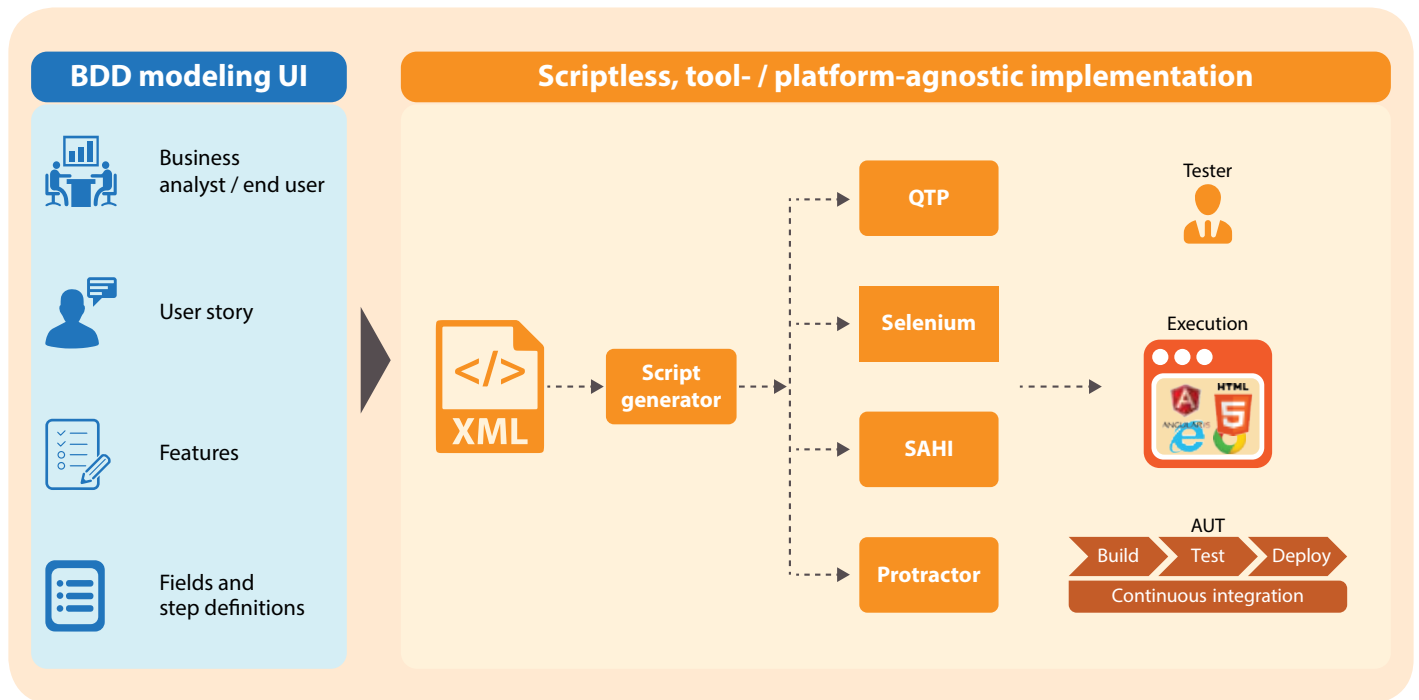 BDD modeling UI
Business
analyst / end user
User story
Features
Fields and
step definitions
Scriptless, tool- / platform-agnostic implementation
</>
XML
Script
generator
QTP
Selenium
SAHI
Protractor
Tester
Execution
HTML
5
AUT
Build
Test
Deploy
Continuous integration